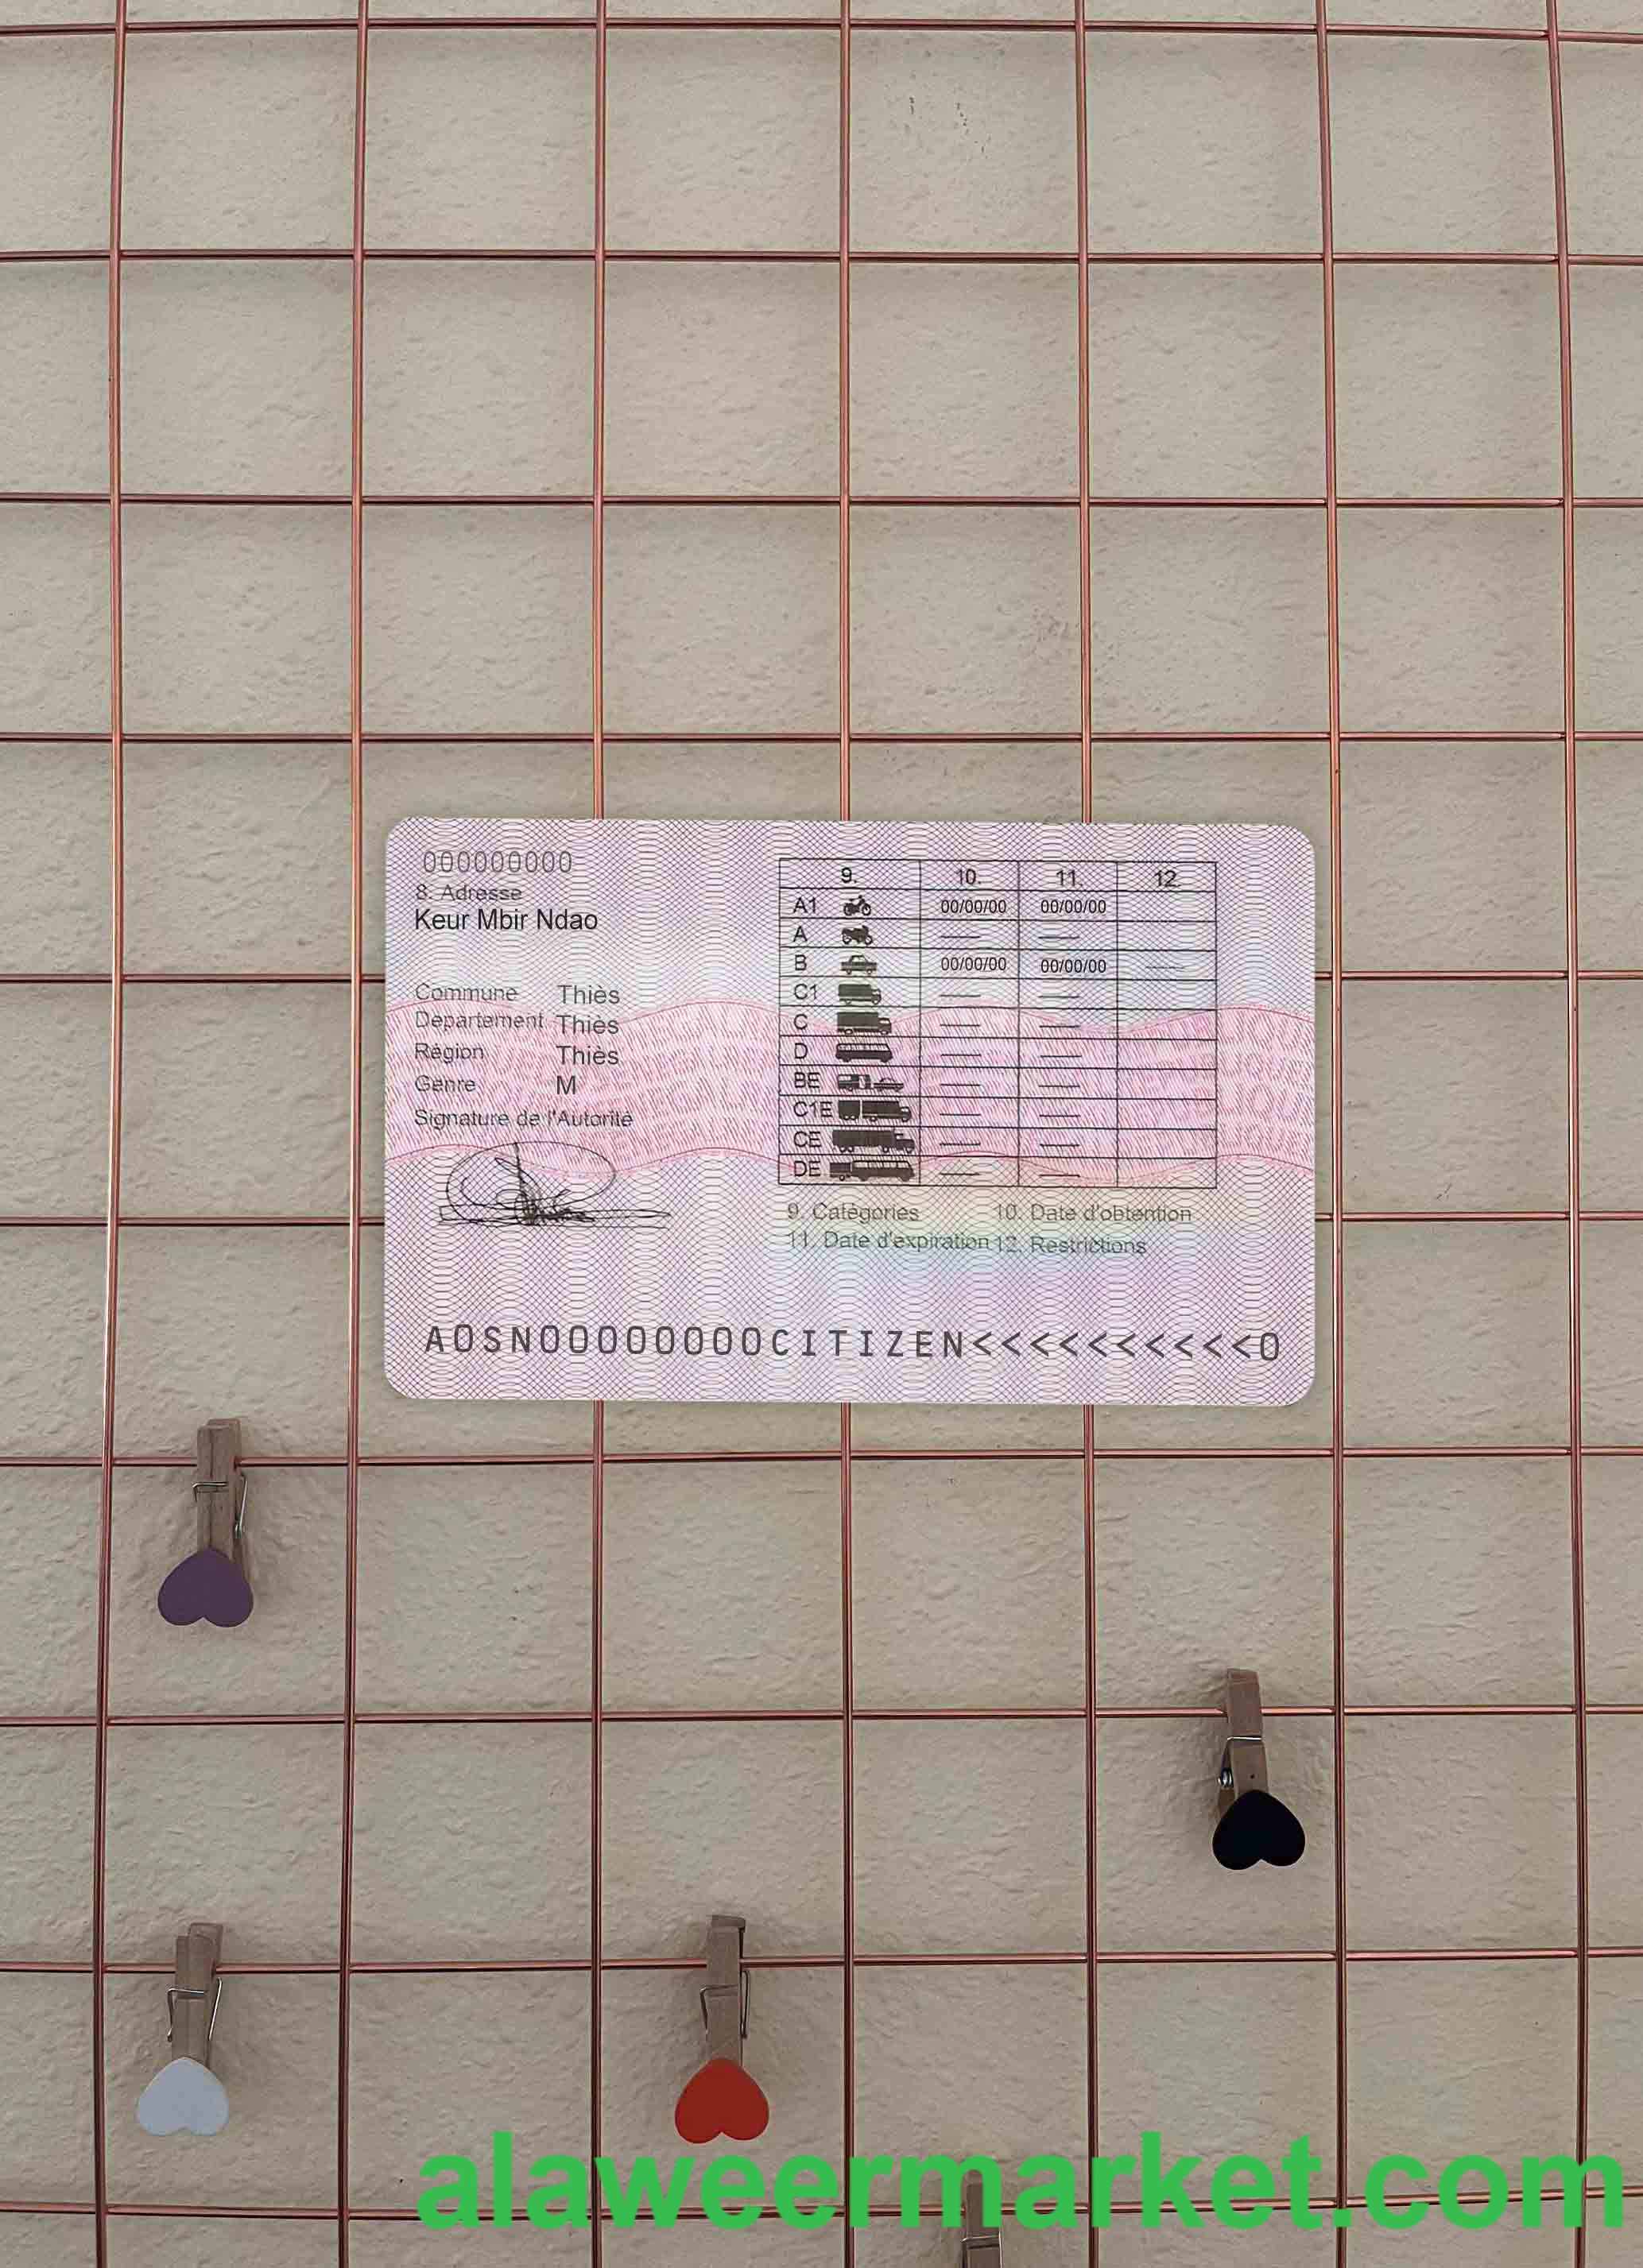 000000000
8. Adresse
Keur Mbir Ndao
Commune Thiès
Departement Thiès
Région Thiès
Genre M
Signature de l'Autorité
9. 10. 11. 12.
A1 00/00/00 00/00/00
A
B 00/00/00 00/00/00
C1
C
D
BE
C1E
CE
DE
9. Catégories 10. Date d'obtention
11. Date d'expiration 12. Restrictions
A0SN000000000CITIZEN<<<<<<<<<<0
alaweermarket.com